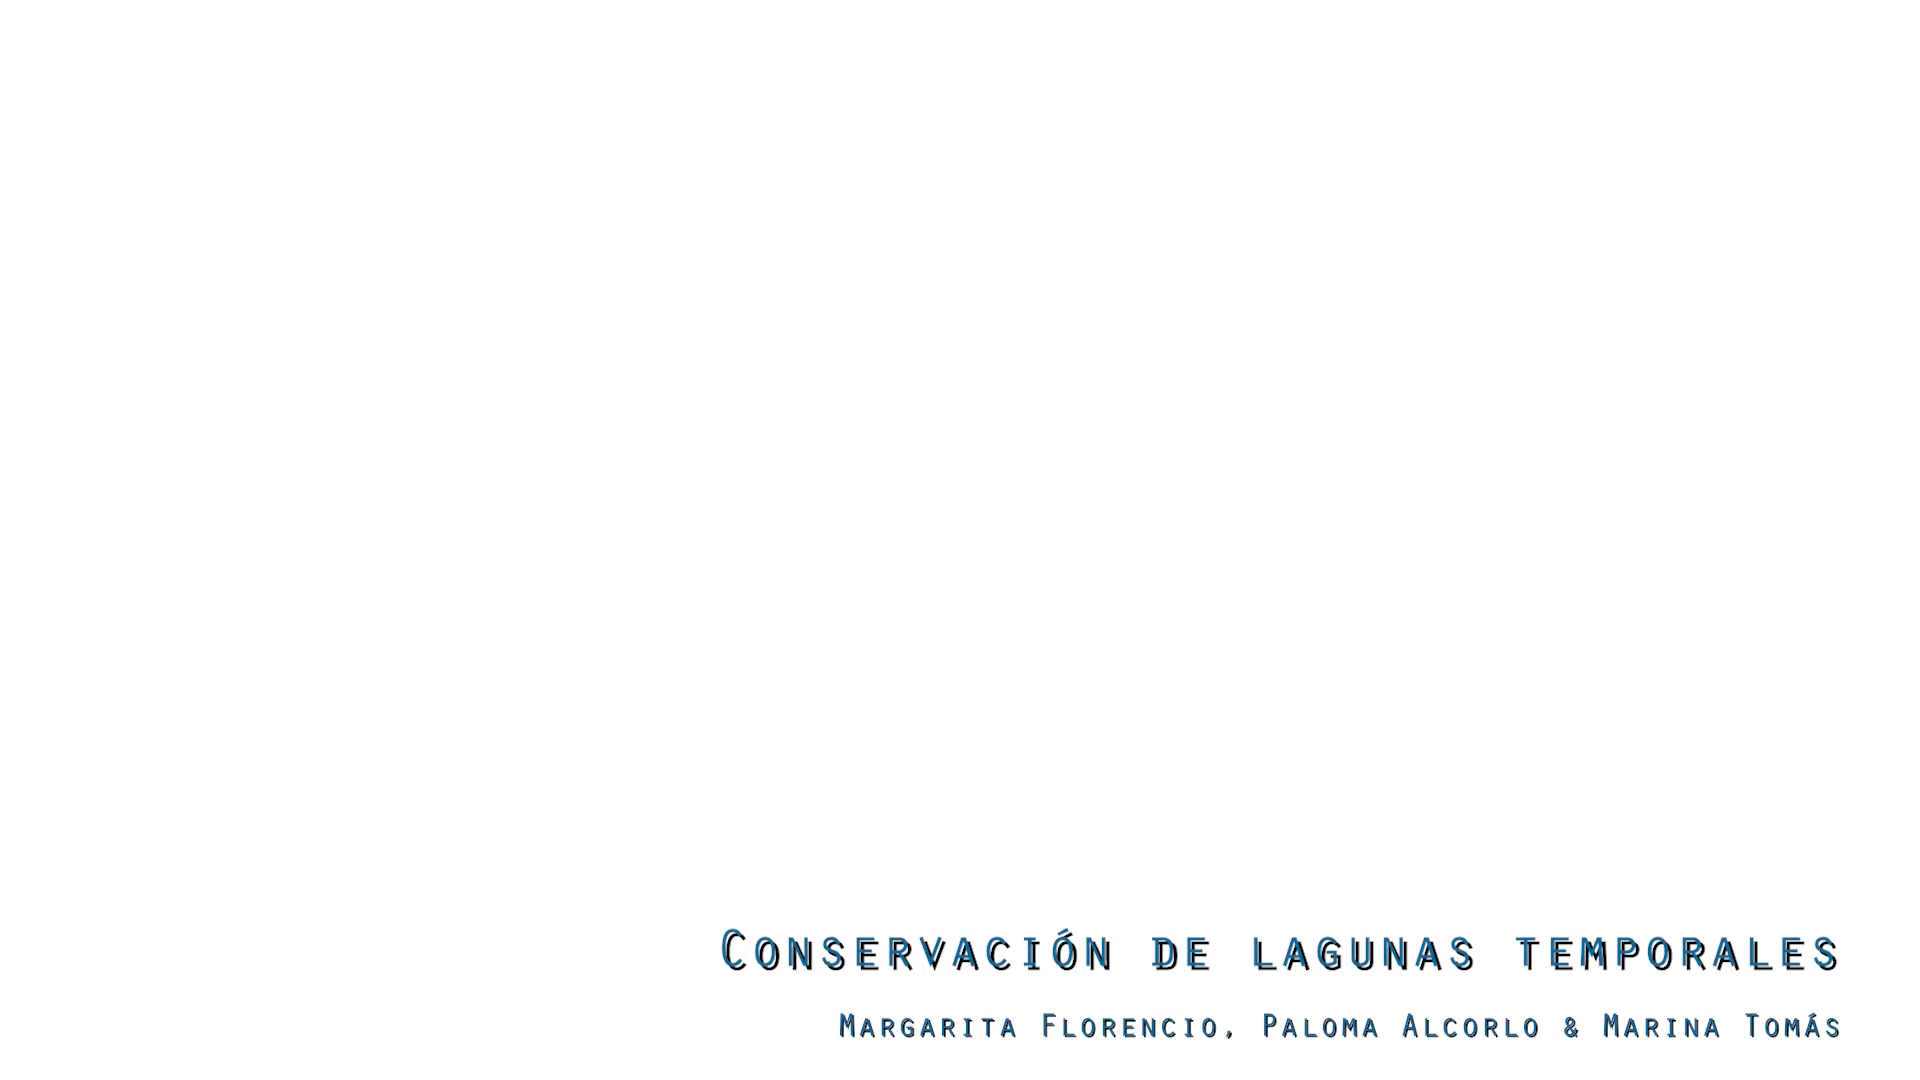 Conservación de lagunas temporales
Margarita Florencio, Paloma Alcorlo & Marina Tomás